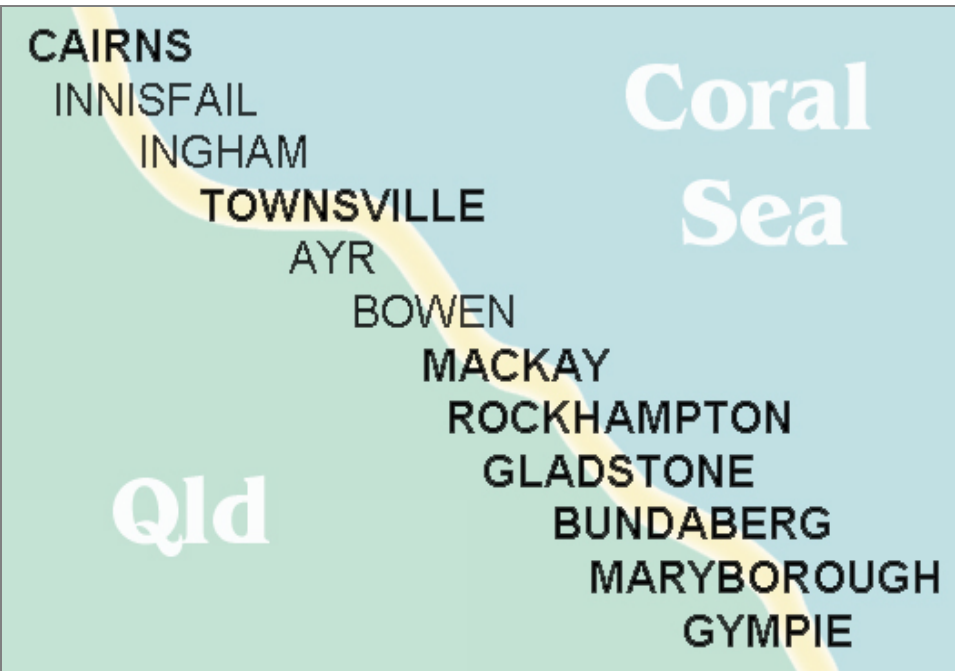 CAIRNS
INNISFAIL
INGHAM
TOWNSVILLE
AYR
BOWEN
MACKAY
ROCKHAMPTON
GLADSTONE
BUNDABERG
MARYBOROUGH
GYMPIE
Coral
Sea
Qld